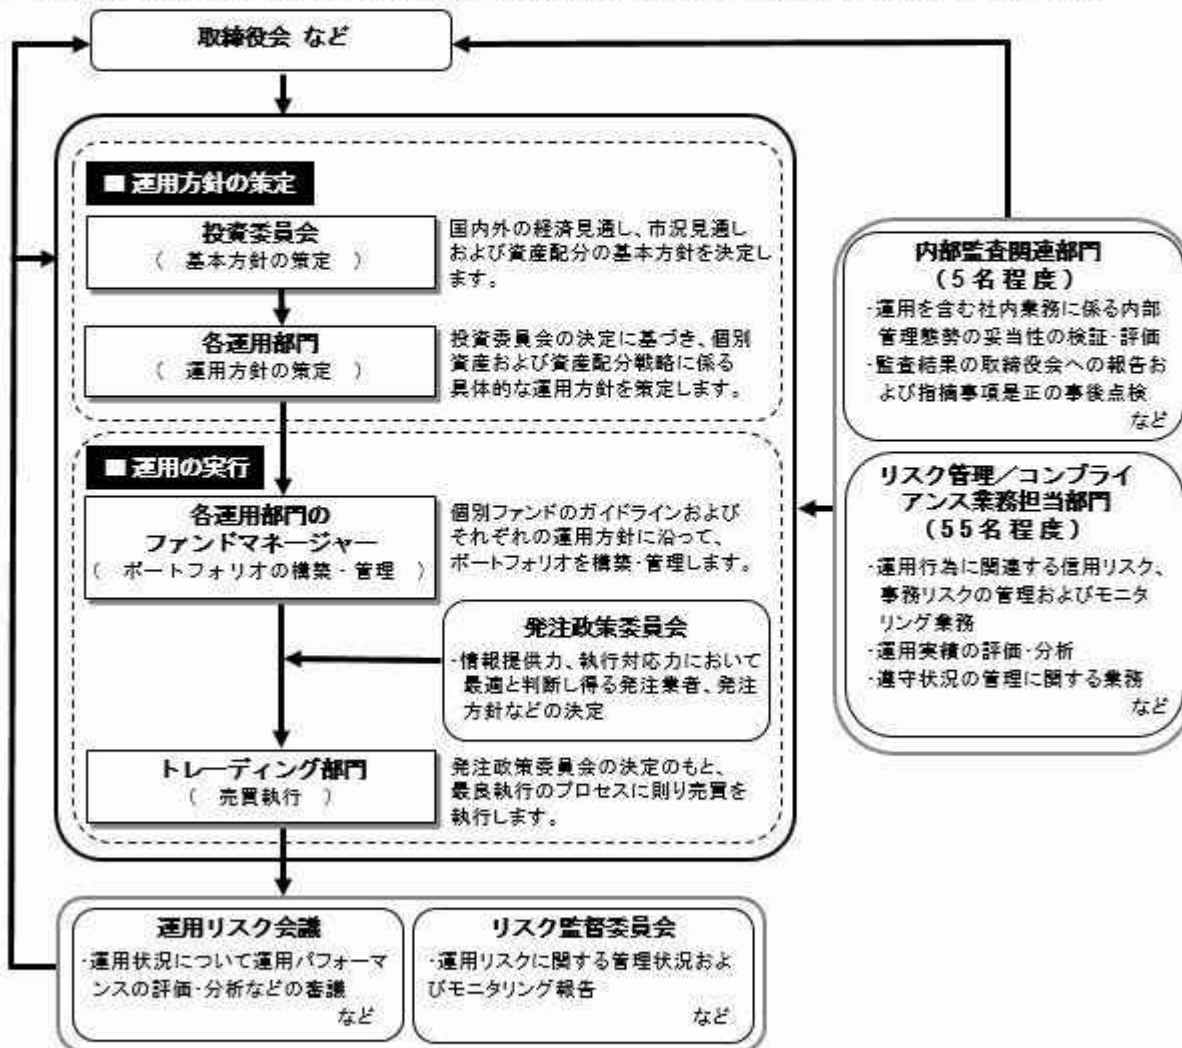 取締役会 など
■ 運用方針の策定
投資委員会
( 基本方針の策定 )
国内外の経済見通し、市況見通し
および資産配分の基本方針を決定し
ます。
各運用部門
( 運用方針の策定 )
投資委員会の決定に基づき、個別
資産および資産配分戦略に係る
具体的な運用方針を策定します。
■ 運用の実行
各運用部門の
ファンドマネージャー
( ポートフォリオの構築・管理 )
個別ファンドのガイドラインおよび
それぞれの運用方針に沿って、
ポートフォリオを構築・管理します。
発注政策委員会
・情報提供力、執行対応力において
最適と判断し得る発注業者、発注
方針などの決定
トレーディング部門
( 売買執行 )
発注政策委員会の決定のもと、
最良執行のプロセスに則り売買を
執行します。
内部監査関連部門
(5名程度)
・運用を含む社内業務に係る内部
管理態勢の妥当性の検証・評価
・監査結果の取締役会への報告お
よび指摘事項是正の事後点検
など
リスク管理/コンプライ
アンス業務担当部門
(55名程度)
・運用行為に関連する信用リスク、
事務リスクの管理およびモニタ
リング業務
・運用実績の評価・分析
・遵守状況の管理に関する業務
など
運用リスク会議
・運用状況について運用パフォーマ
ンスの評価・分析などの審議
など
リスク監督委員会
・運用リスクに関する管理状況およ
びモニタリング報告
など